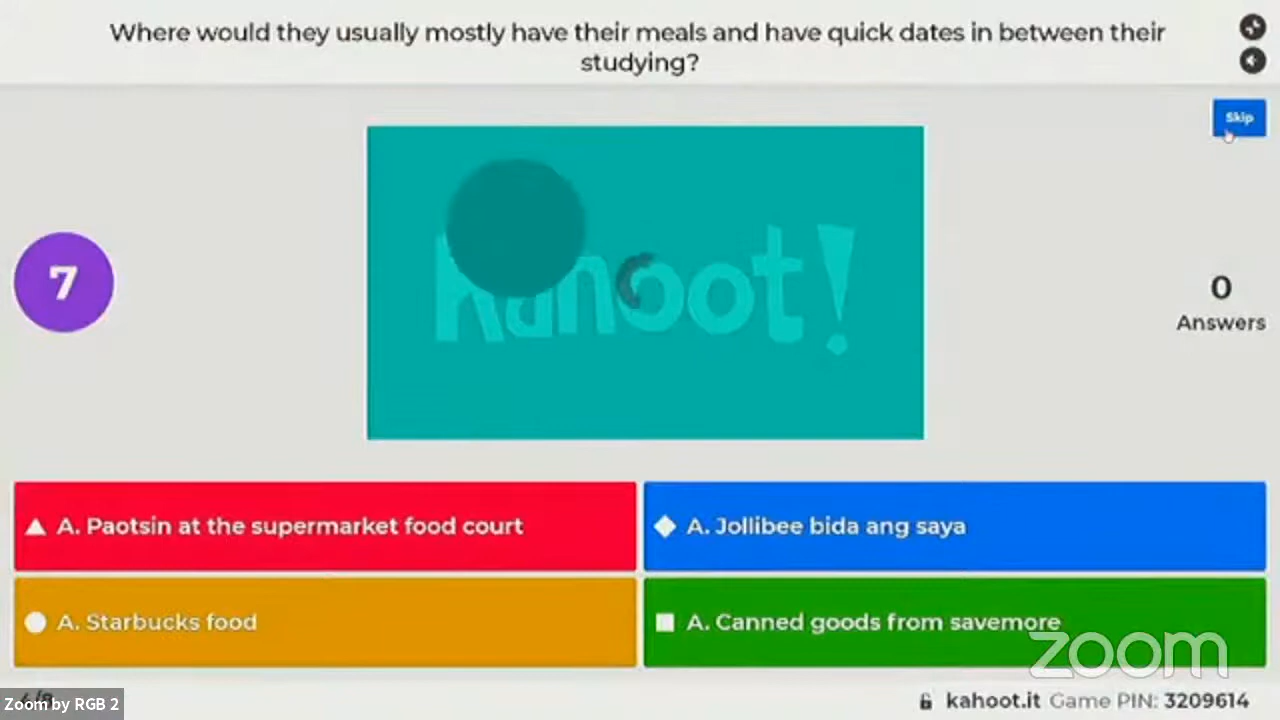 Where would they usually mostly have their meals and have quick dates in between their
studying?
Skip
7
kahoot!
0
Answers
A. Paotsin at the supermarket food court
A. Jollibee bida ang saya
A. Starbucks food
A. Canned goods from savemore
zoom
Zoom by RGB 2
kahoot.it Game PIN: 3209614